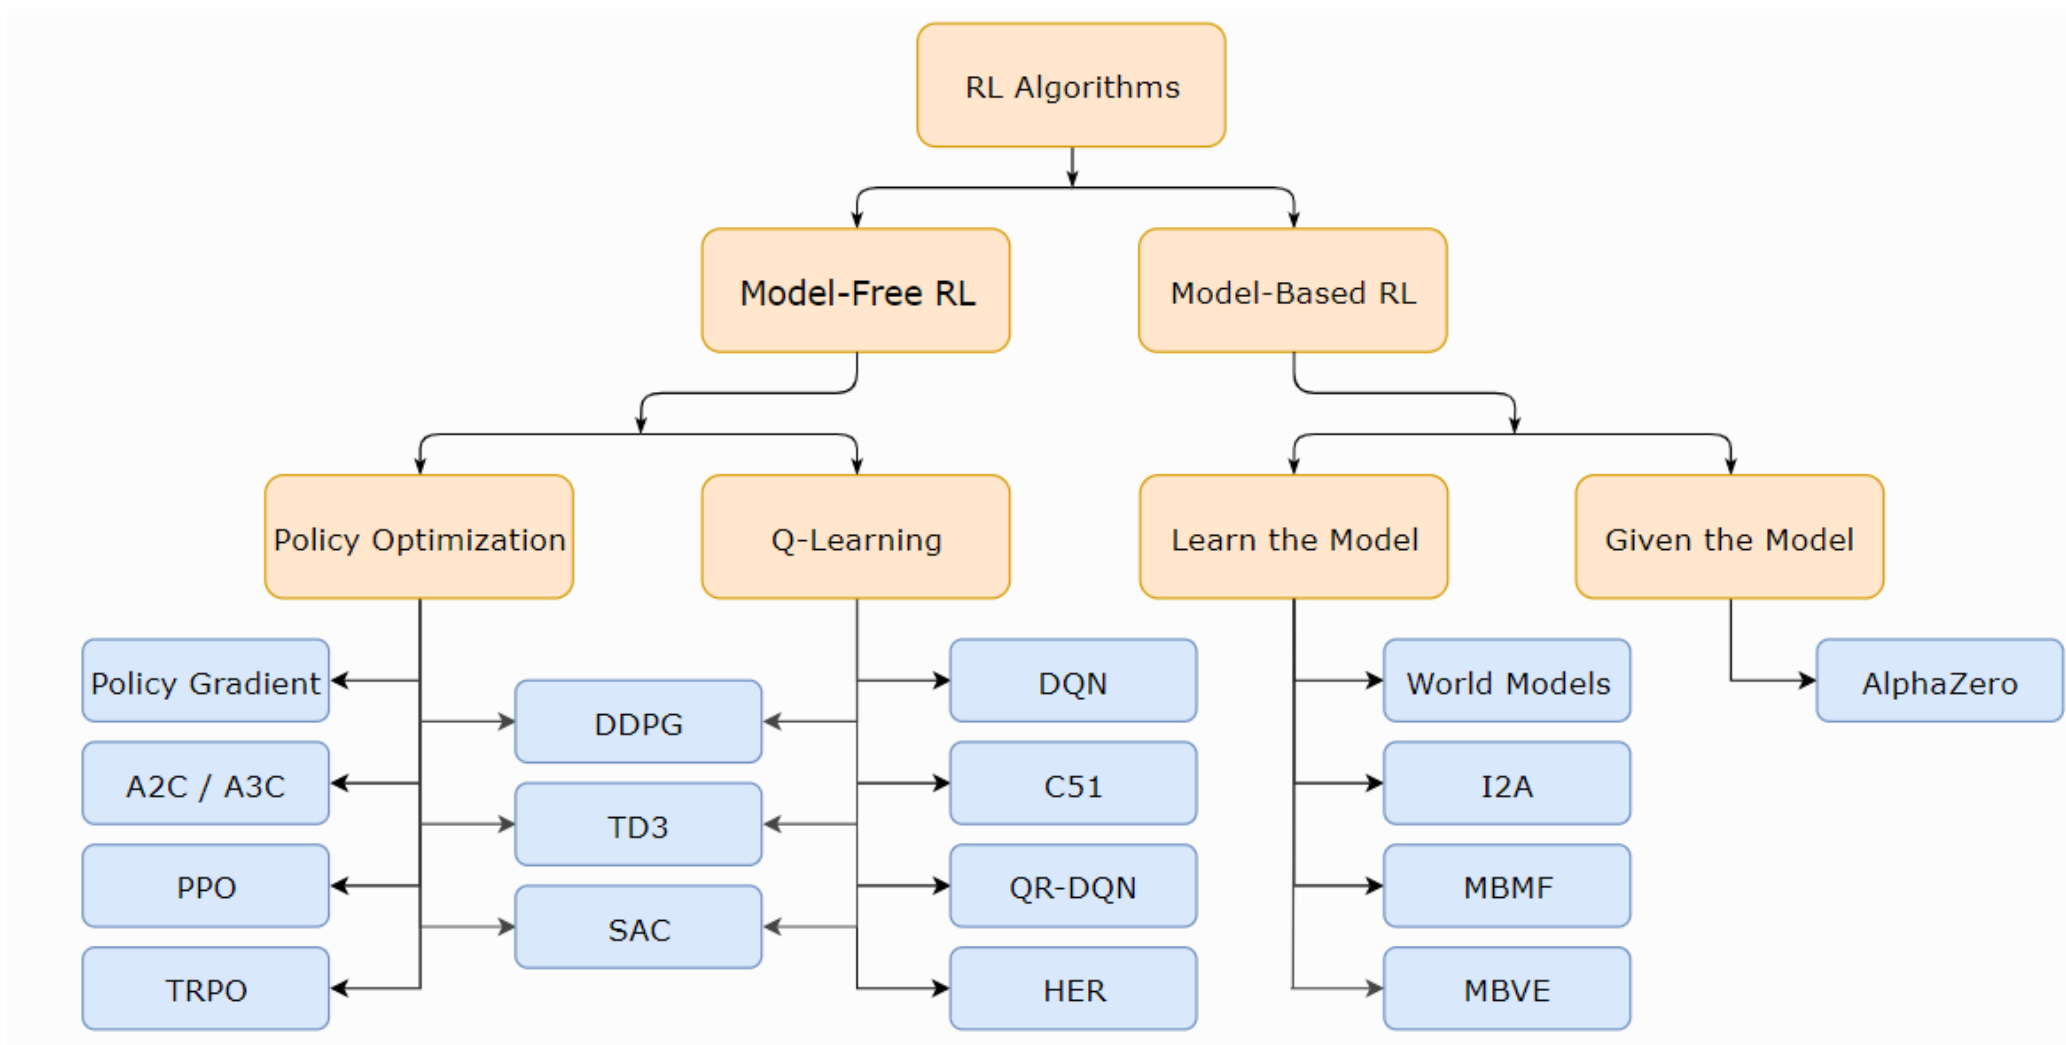 RL Algorithms
Model-Free RL
Model-Based RL
Policy Optimization
Q-Learning
Learn the Model
Given the Model
Policy Gradient
DDPG
DQN
World Models
AlphaZero
A2C / A3C
TD3
C51
I2A
PPO
SAC
QR-DQN
MBMF
TRPO
HER
MBVE